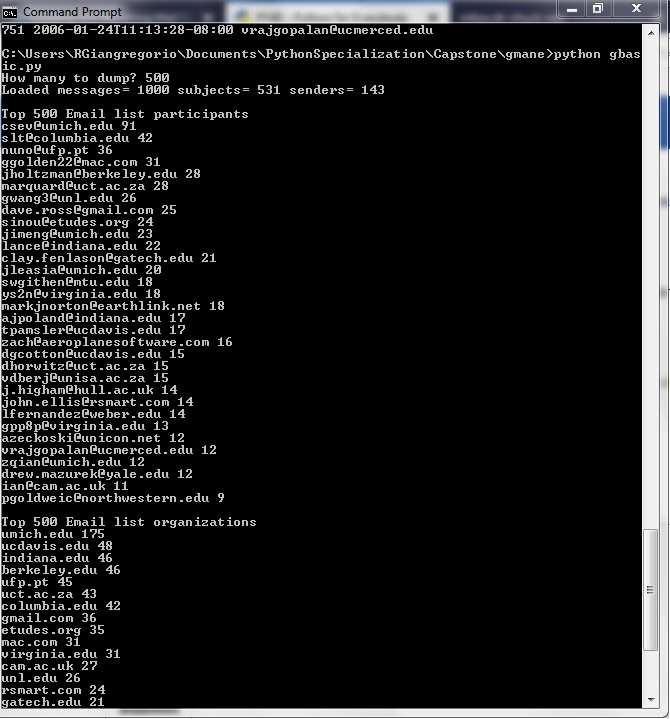 Command Prompt
751 2006-01-24T11:13:28-08:00 vrajgopalan@ucmerced.edu
C:\Users\RGiangregorio\Documents\PythonSpecialization\Capstone\gmane>python gbas
ic.py
How many to dump? 500
Loaded messages= 1000 subjects= 531 senders= 143
Top 500 Email list participants
csev@umich.edu 91
slt@columbia.edu 42
nuno@ufp.pt 36
ggolden22@mac.com 31
jholtzman@berkeley.edu 28
marquard@uct.ac.za 28
gwang3@unl.edu 26
dave.ross@gmail.com 25
sinou@etudes.org 24
jimeng@umich.edu 23
lance@indiana.edu 22
clay.fenlason@gatech.edu 21
jleasia@umich.edu 20
swgithen@mtu.edu 18
ys2n@virginia.edu 18
markjnorton@earthlink.net 18
ajpoland@indiana.edu 17
tpamsler@ucdavis.edu 17
zach@aeroplanesoftware.com 16
dgcotton@ucdavis.edu 15
dhorwitz@uct.ac.za 15
vdberj@unisa.ac.za 15
j.higham@hull.ac.uk 14
john.ellis@rsmart.com 14
lfernandez@weber.edu 14
gpp8p@virginia.edu 13
azeckoski@unicon.net 12
vrajgopalan@ucmerced.edu 12
zqian@umich.edu 12
drew.mazurek@yale.edu 12
ian@cam.ac.uk 11
pgoldweic@northwestern.edu 9
Top 500 Email list organizations
umich.edu 175
ucdavis.edu 48
indiana.edu 46
berkeley.edu 46
ufp.pt 45
uct.ac.za 43
columbia.edu 42
gmail.com 36
etudes.org 35
mac.com 31
virginia.edu 31
cam.ac.uk 27
unl.edu 26
rsmart.com 24
gatech.edu 21